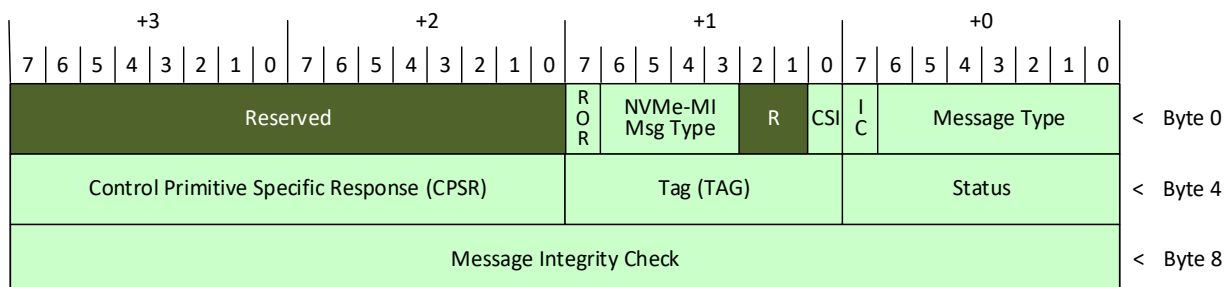 +3 +2 +1 +0
7 6 5 4 3 2 1 0 7 6 5 4 3 2 1 0 7 6 5 4 3 2 1 0 7 6 5 4 3 2 1 0
Reserved ROR NVMe-MI Msg Type R CSI IC Message Type < Byte 0
Control Primitive Specific Response (CPSR) Tag (TAG) Status < Byte 4
Message Integrity Check < Byte 8